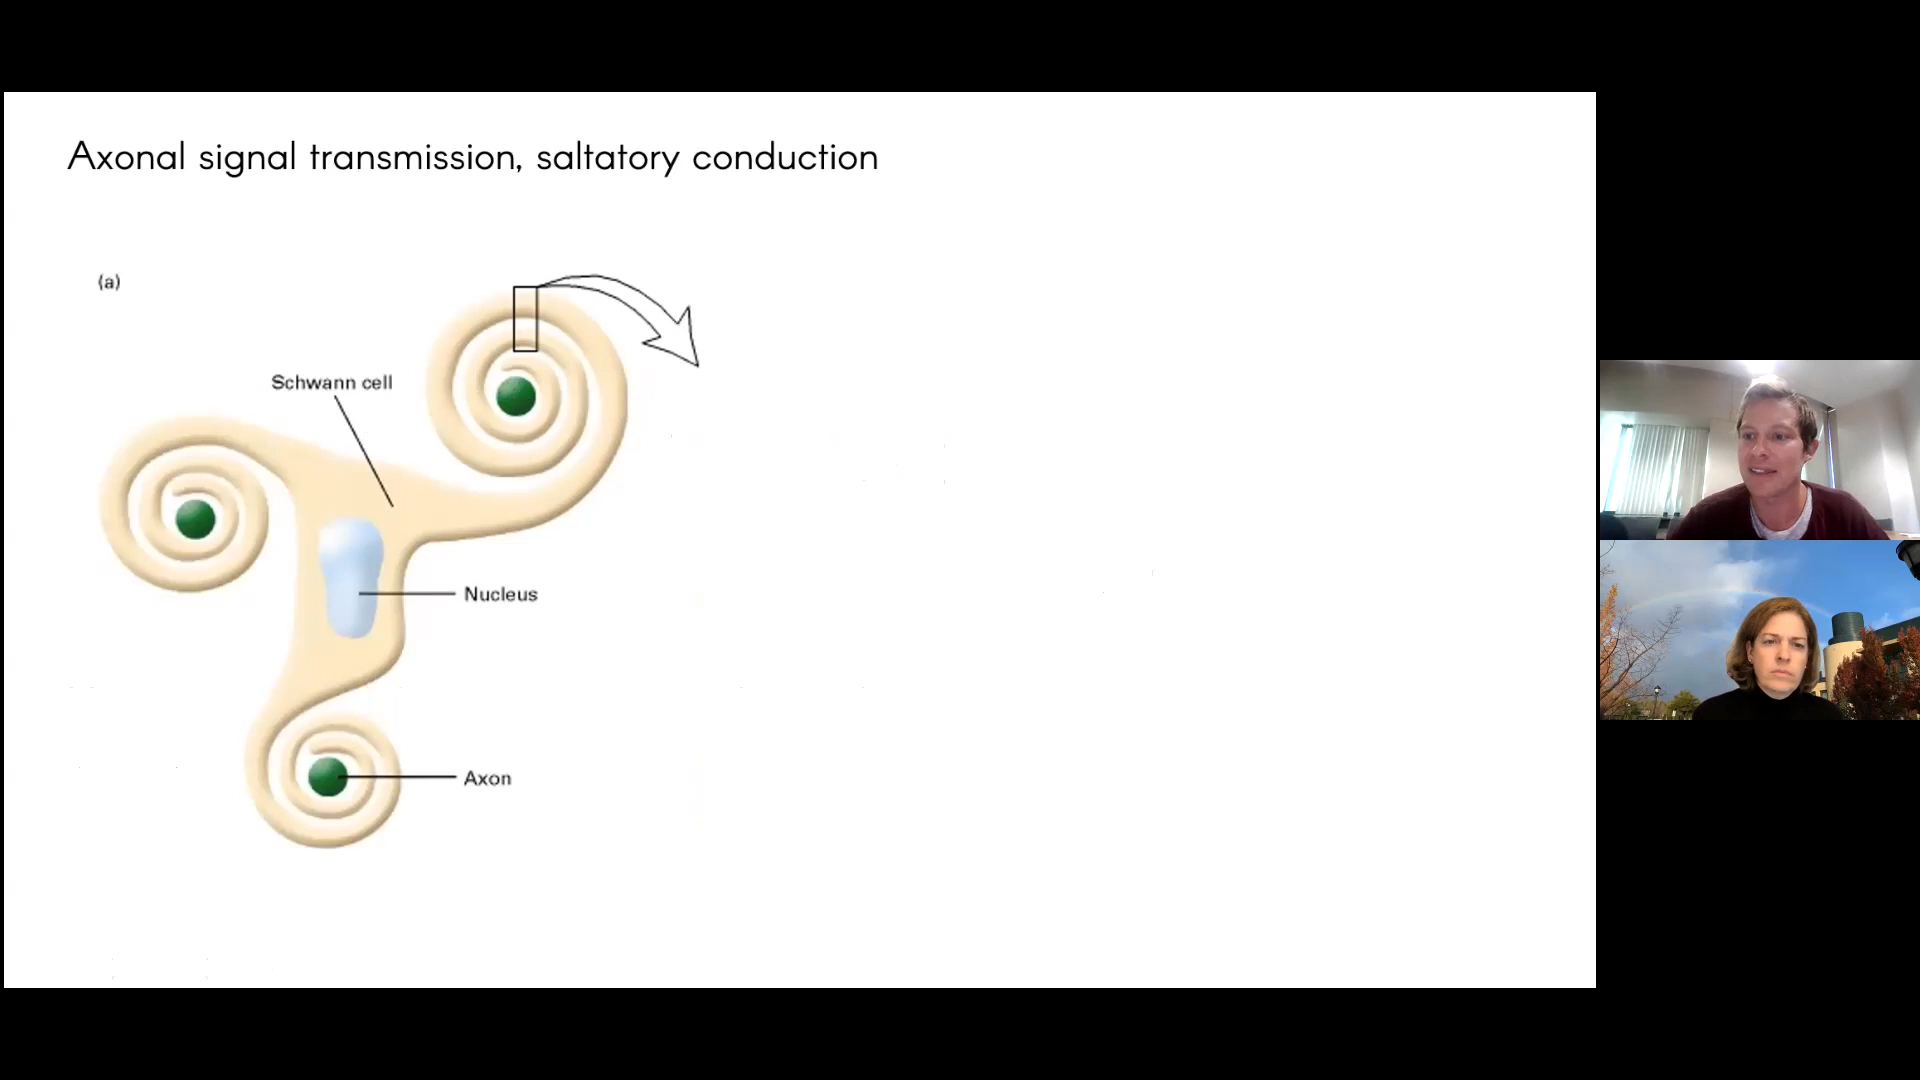 Axonal signal transmission, saltatory conduction
(a)
Schwann cell
Nucleus
Axon